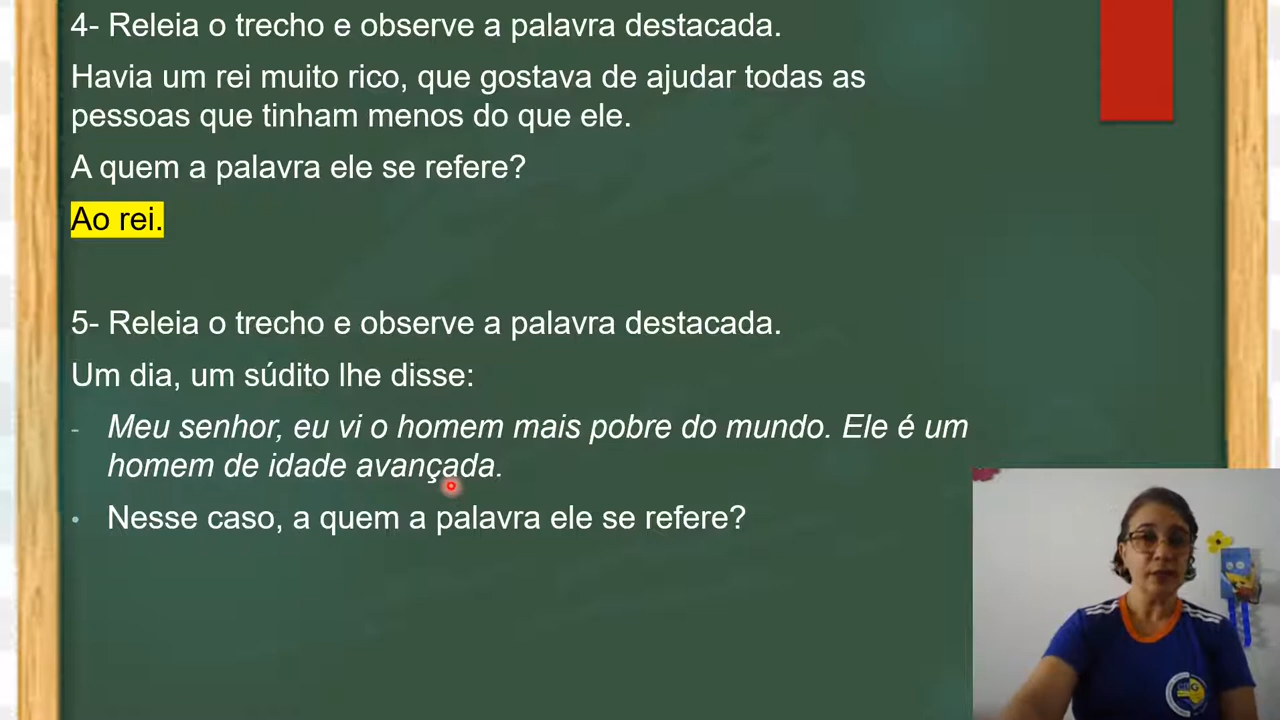 4- Releia o trecho e observe a palavra destacada.
Havia um rei muito rico, que gostava de ajudar todas as
pessoas que tinham menos do que ele.
A quem a palavra ele se refere?
Ao rei.
5- Releia o trecho e observe a palavra destacada.
Um dia, um súdito lhe disse:
- Meu senhor, eu vi o homem mais pobre do mundo. Ele é um
homem de idade avançada.
• Nesse caso, a quem a palavra ele se refere?